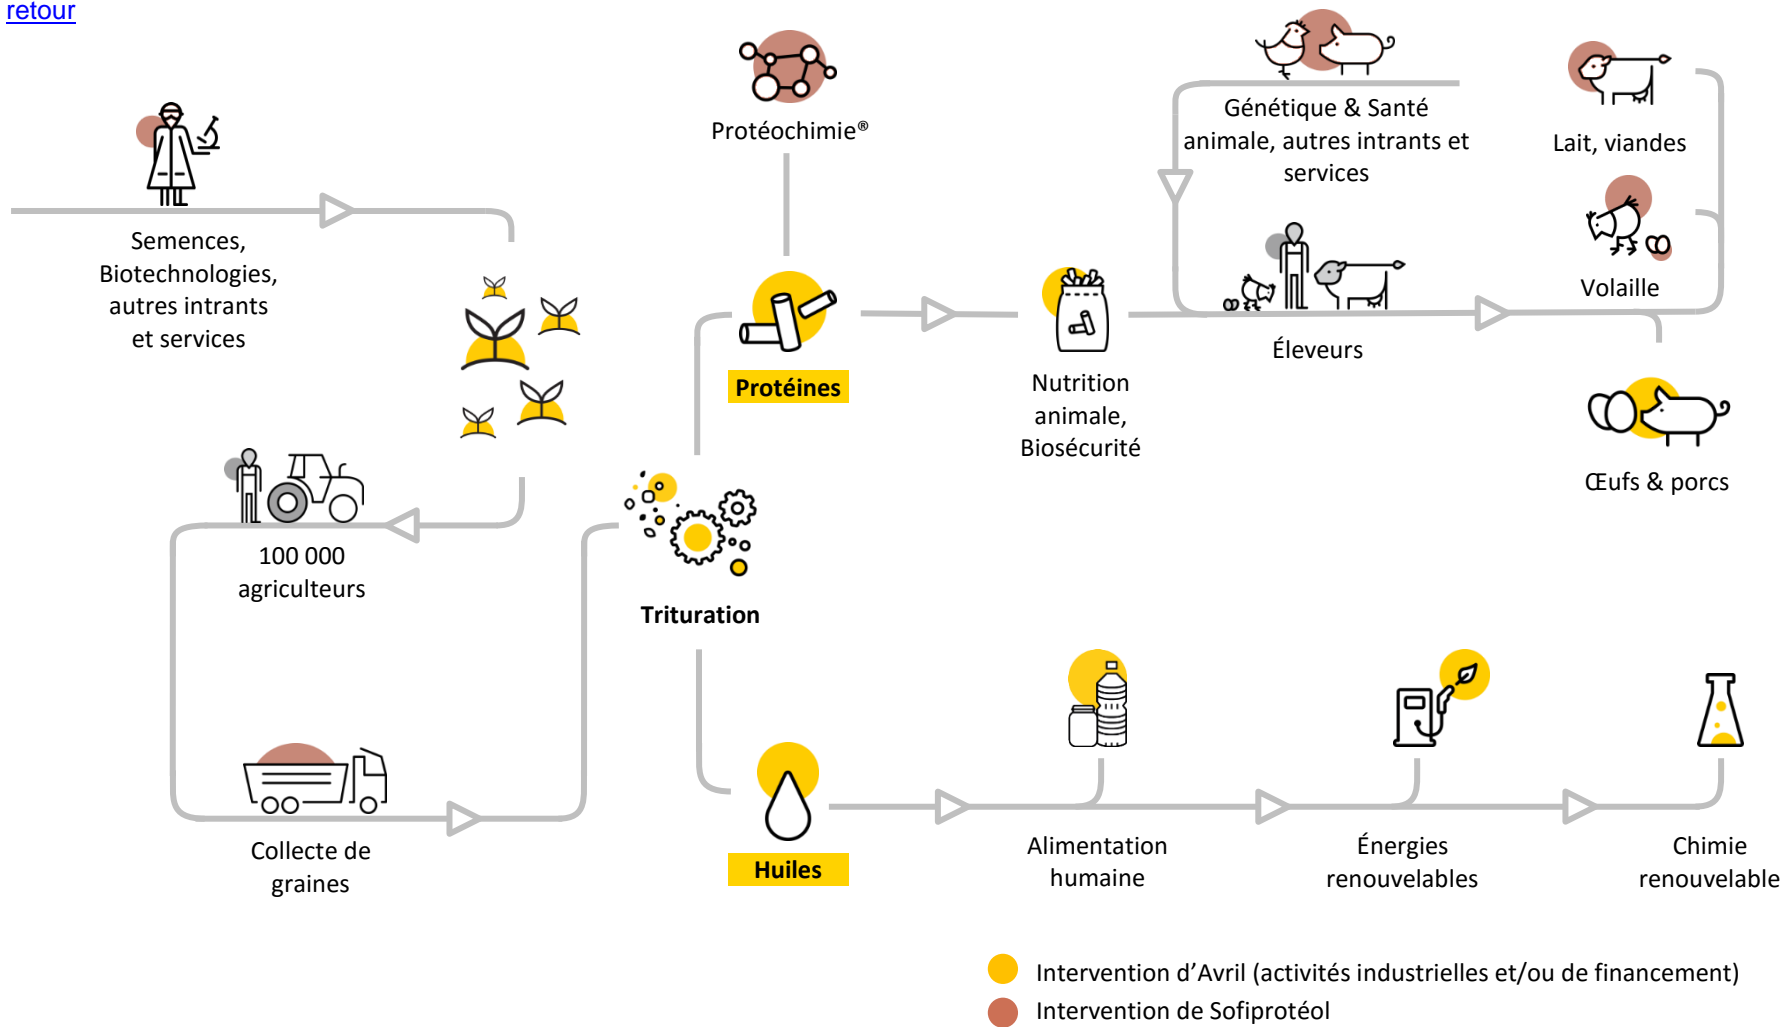 retour
Semences,
Biotechnologies,
autres intrants
et services
100 000
agriculteurs
Collecte de
graines
Trituration
Protéochimie®
Protéines
Nutrition
animale,
Biosécurité
Génétique & Santé
animale, autres intrants et
services
Éleveurs
Lait, viandes
Volaille
Œufs & porcs
Huiles
Alimentation
humaine
Énergies
renouvelables
Chimie
renouvelable
Intervention d’Avril (activités industrielles et/ou de financement)
Intervention de Sofiprotéol